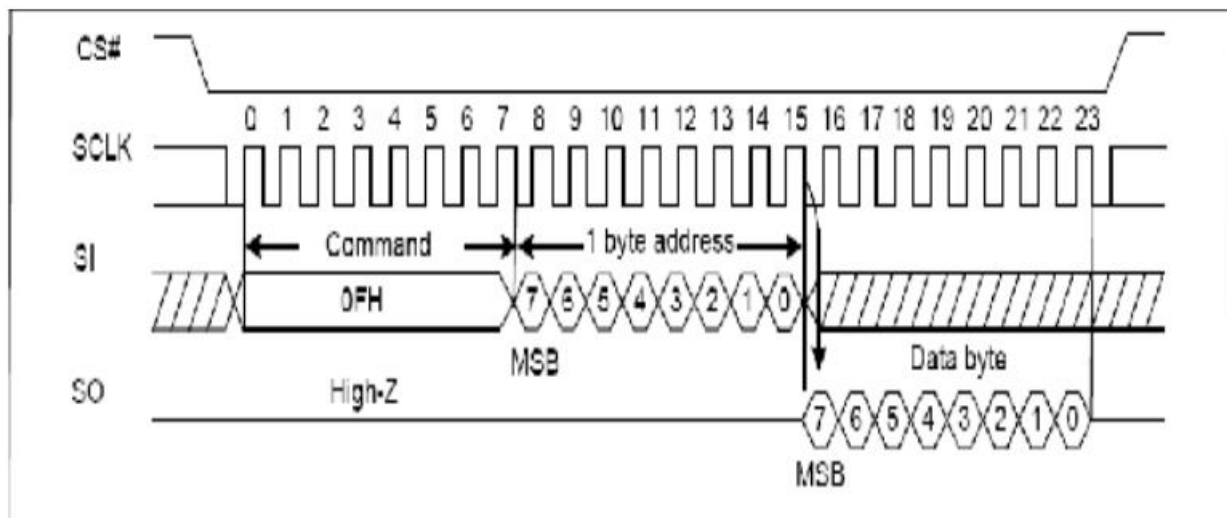 CS#
0 1 2 3 4 5 6 7 8 9 10 11 12 13 14 15 16 17 18 19 20 21 22 23
SCLK
Command 1 byte address
SI
0FH 7 6 5 4 3 2 1 0
MSB Data byte
SO High-Z
7 6 5 4 3 2 1 0
MSB